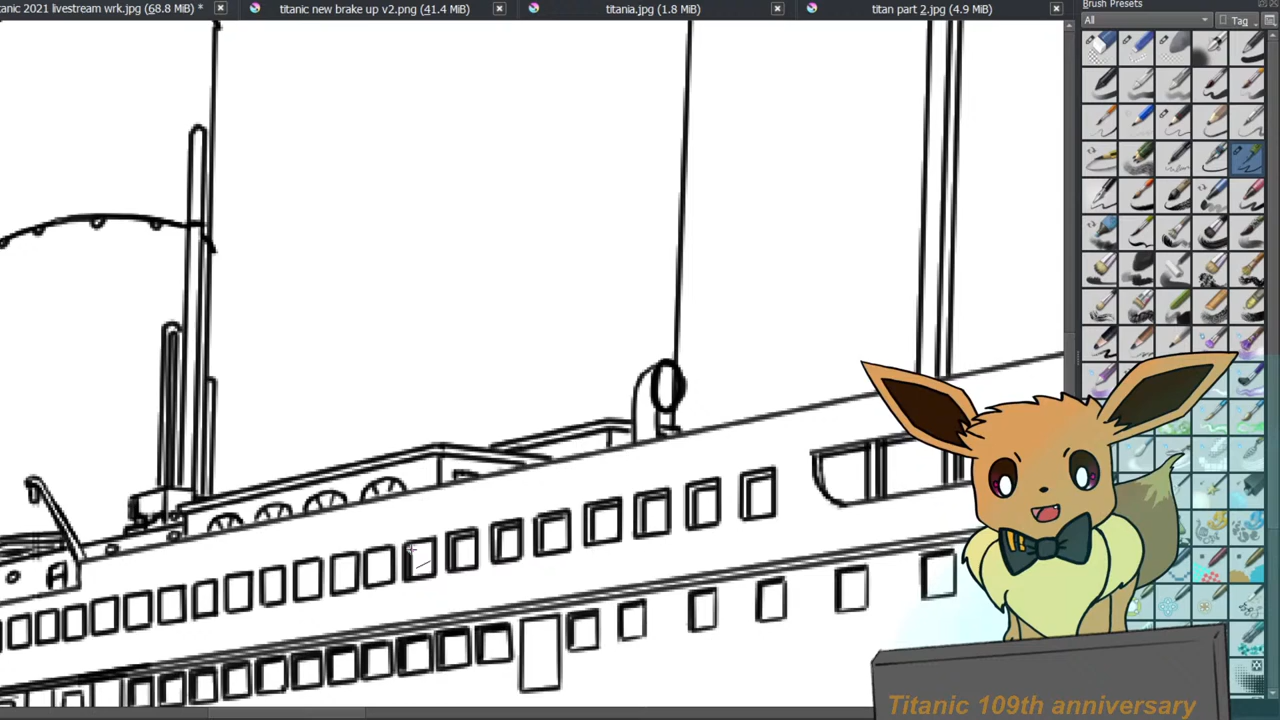 tanic 2021 livestream wrk.jpg (68.8 MiB) *
titanic new brake up v2.png (41.4 MiB)
titania.jpg (1.8 MiB)
titan part 2.jpg (4.9 MiB)
Brush Presets
All
Tag
A
Titanic 109th anniversary